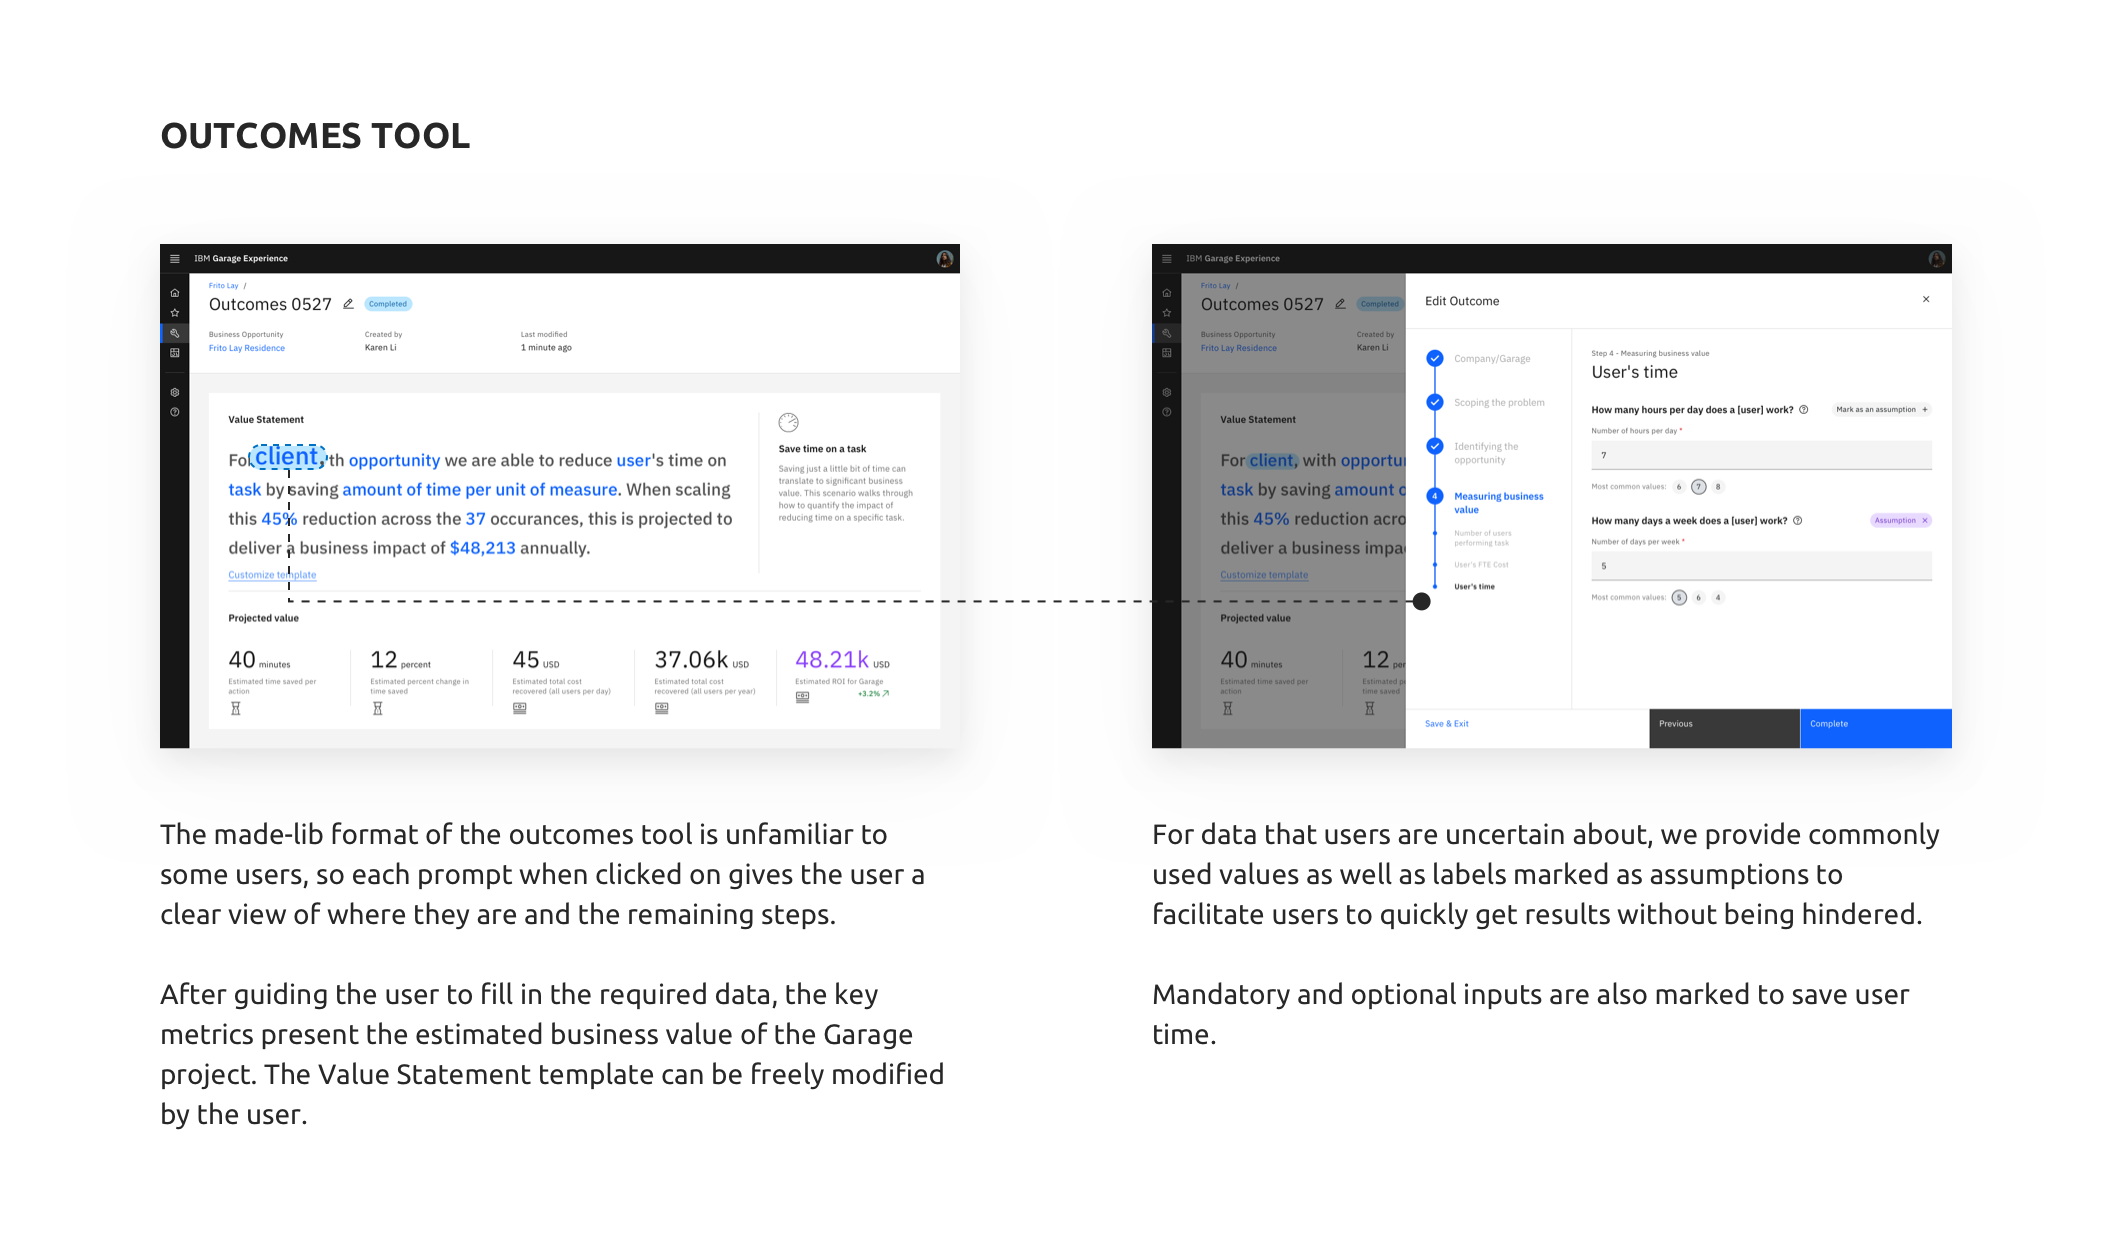 OUTCOMES TOOL
IBM Garage Experience
Frito Lay /
Outcomes 0527 Completed
Business Opportunity Created by Last modified
Frito Lay Residence Karen Li 1 minute ago
Value Statement
For client, th opportunity we are able to reduce user's time on
task by saving amount of time per unit of measure. When scaling
this 45% reduction across the 37 occurances, this is projected to
deliver a business impact of $48,213 annually.
Customize template
Save time on a task
Saving just a little bit of time can
translate to significant business
value. This scenario walks through
how to quantify the impact of
reducing time on a specific task.
Projected value
40 minutes
Estimated time saved per
action
12 percent
Estimated percent change in
time saved
45 USD
Estimated total cost
recovered (all users per day)
37.06k USD
Estimated total cost
recovered (all users per year)
48.21k USD
Estimated ROI for Garage
+3.2%
The made-lib format of the outcomes tool is unfamiliar to
some users, so each prompt when clicked on gives the user a
clear view of where they are and the remaining steps.
After guiding the user to fill in the required data, the key
metrics present the estimated business value of the Garage
project. The Value Statement template can be freely modified
by the user.
IBM Garage Experience
Frito Lay /
Outcomes 0527 Completed
Business Opportunity Created by
Frito Lay Residence Karen Li
Value Statement
For client, with opportu
task by saving amount o
this 45% reduction acro
deliver a business impa
Customize template
Projected value
40 minutes
Estimated time saved per
action
12 per
Estimated p
time saved
Edit Outcome
Company/Garage
Scoping the problem
Identifying the
opportunity
4 Measuring business
value
Number of users
performing task
User's FTE Cost
User's time
Step 4 - Measuring business value
User's time
How many hours per day does a [user] work? Mark as an assumption +
Number of hours per day *
7
Most common values: 6 7 8
How many days a week does a [user] work? Assumption ×
Number of days per week *
5
Most common values: 5 6 4
Save & Exit Previous Complete
For data that users are uncertain about, we provide commonly
used values as well as labels marked as assumptions to
facilitate users to quickly get results without being hindered.
Mandatory and optional inputs are also marked to save user
time.